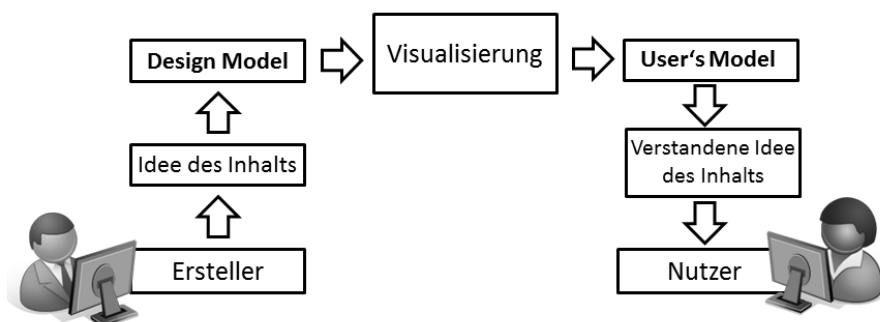 Design Model
Visualisierung
User‘s Model
Idee des Inhalts
Verstandene Idee
des Inhalts
Ersteller
Nutzer